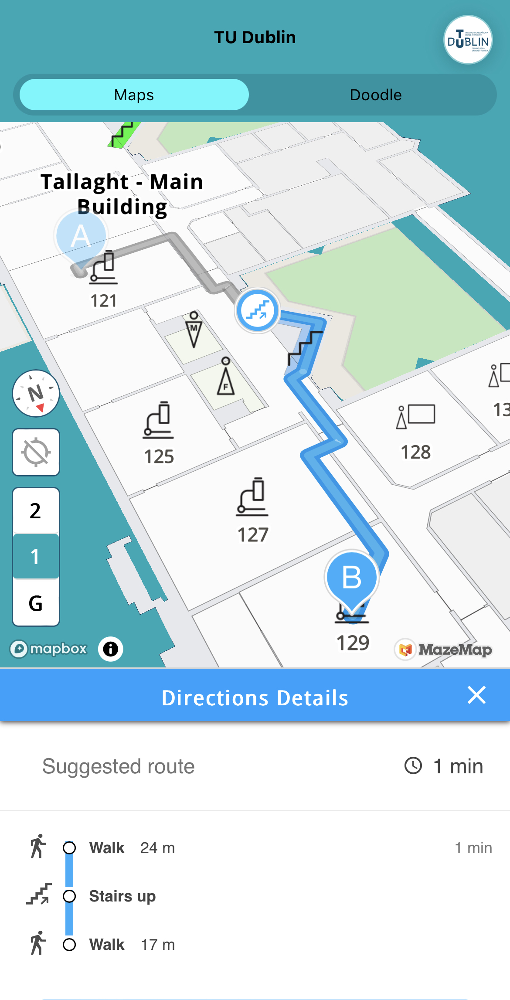 TU Dublin
DUBLIN
Maps
Doodle
Tallaght - Main
Building
A
121
M
F
N
125
13
128
2
127
1
B
G
129
mapbox
MazeMap
Directions Details
Suggested route
1 min
Walk 24 m
1 min
Stairs up
Walk 17 m